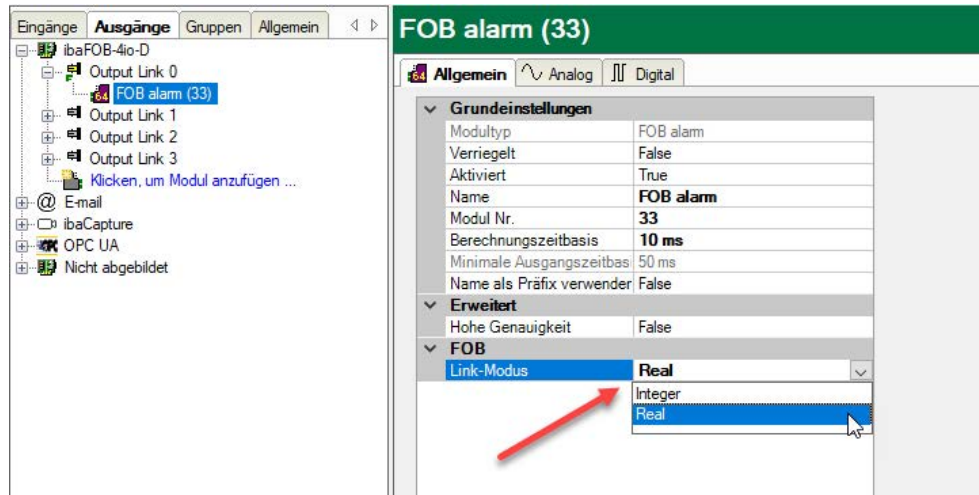 Eingänge Ausgänge Gruppen Allgemein
ibaFOB-4io-D
Output Link 0
64 FOB alarm (33)
Output Link 1
Output Link 2
Output Link 3
Klicken, um Modul anzufügen ...
@ E-mail
ibaCapture
OPC UA
Nicht abgebildet
FOB alarm (33)
64 Allgemein Analog Digital
Grundeinstellungen
Modultyp FOB alarm
Verriegelt False
Aktiviert True
Name FOB alarm
Modul Nr. 33
Berechnungszeitbasis 10 ms
Minimale Ausgangszeitbasi 50 ms
Name als Präfix verwender False
Erweitert
Hohe Genauigkeit False
FOB
Link-Modus Real
Integer
Real